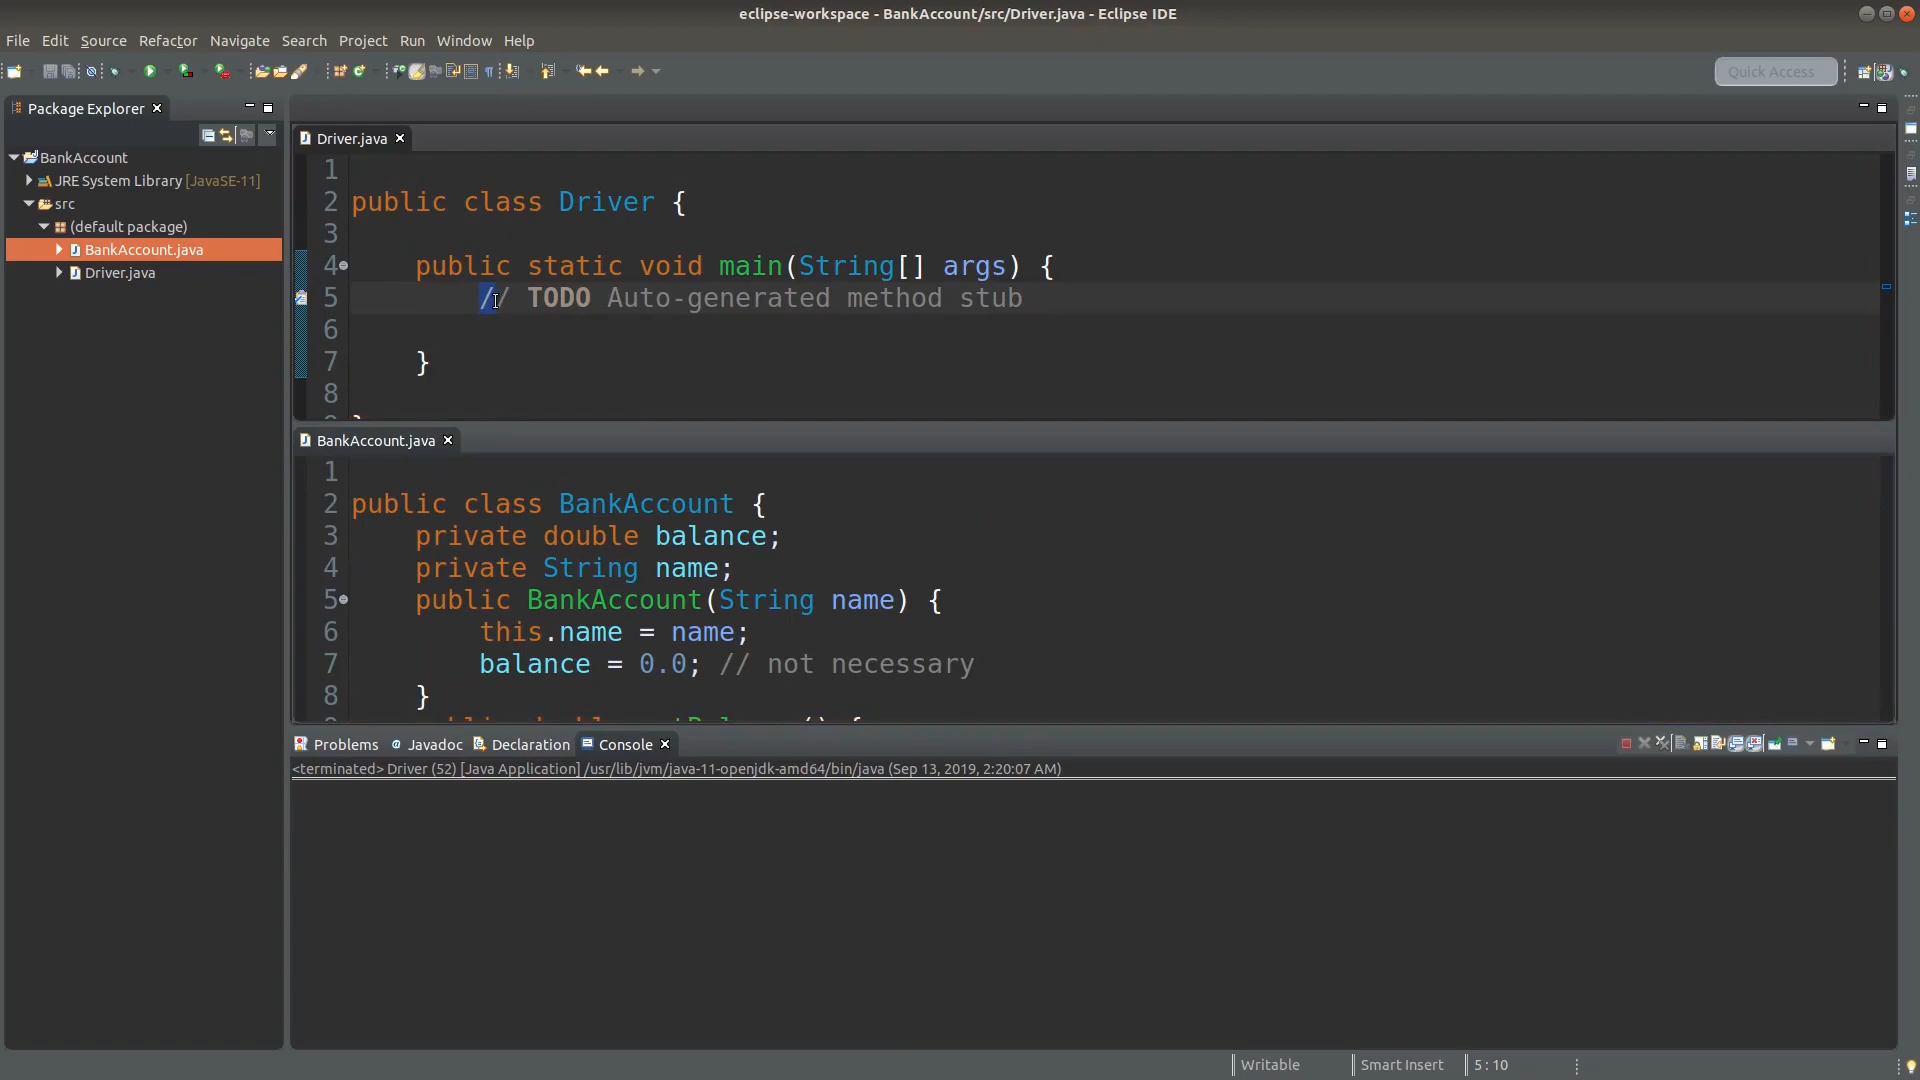 eclipse-workspace - BankAccount/src/Driver.java - Eclipse IDE
File Edit Source Refactor Navigate Search Project Run Window Help
Quick Access
Package Explorer
BankAccount
JRE System Library [JavaSE-11]
src
(default package)
BankAccount.java
Driver.java
Driver.java
1
2 public class Driver {
3
4 public static void main(String[] args) {
5 // TODO Auto-generated method stub
6
7 }
8
BankAccount.java
1
2 public class BankAccount {
3 private double balance;
4 private String name;
5 public BankAccount(String name) {
6 this.name = name;
7 balance = 0.0; // not necessary
8 }
Problems Javadoc Declaration Console
<terminated> Driver (52) [Java Application] /usr/lib/jvm/java-11-openjdk-amd64/bin/java (Sep 13, 2019, 2:20:07 AM)
Writable Smart Insert 5 : 10